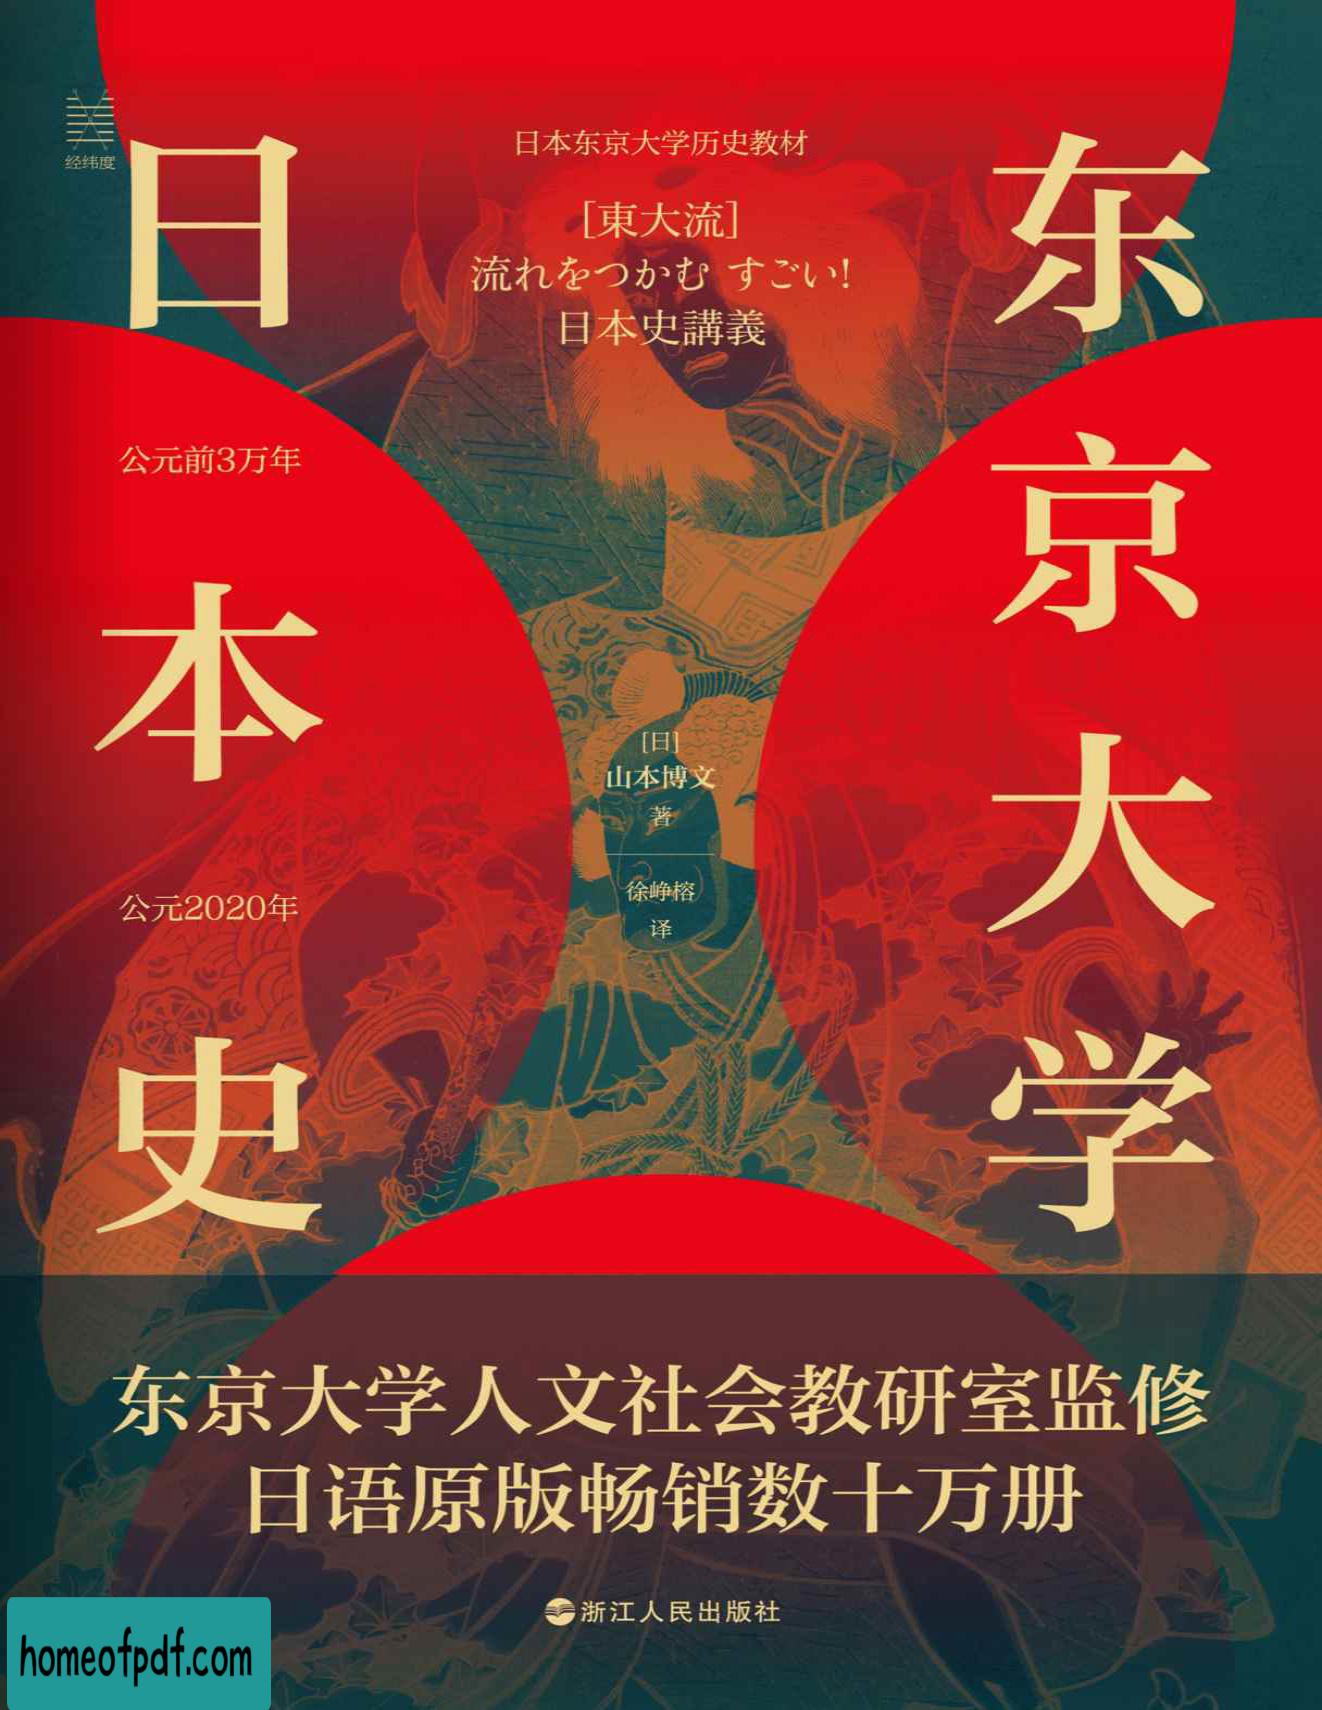 经纬度
东京大学
日本史
日本东京大学历史教材
[東大流]
流れをつかむ すごい!
日本史講義
公元前3万年
公元2020年
[日]
山本博文
著
徐峥榕
译
东京大学人文社会教研室监修
日语原版畅销数十万册
浙江人民出版社
homeofpdf.com